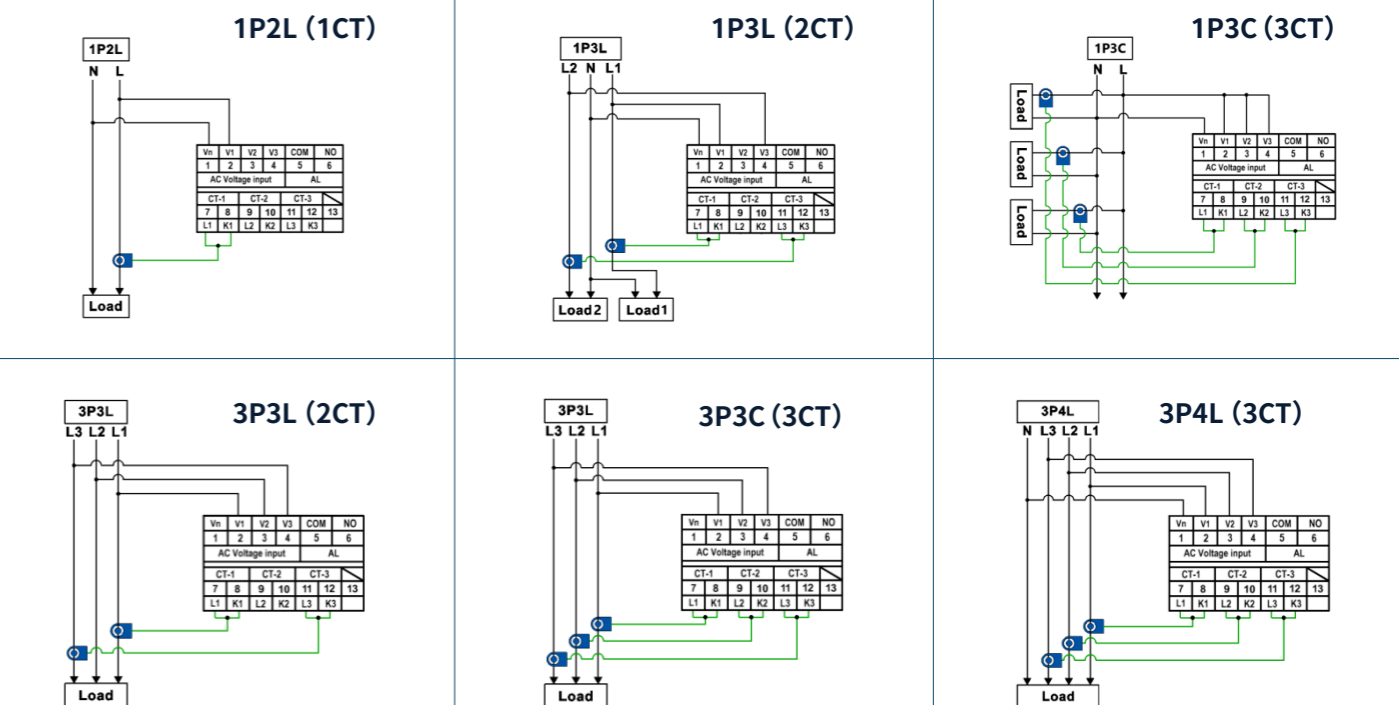 1P2L (1CT)
1P2L
N L
Vn V1 V2 V3 COM NO
1 2 3 4 5 6
AC Voltage input AL
CT-1 CT-2 CT-3
7 8 9 10 11 12 13
L1 K1 L2 K2 L3 K3
Load
1P3L (2CT)
1P3L
L2 N L1
Vn V1 V2 V3 COM NO
1 2 3 4 5 6
AC Voltage input AL
CT-1 CT-2 CT-3
7 8 9 10 11 12 13
L1 K1 L2 K2 L3 K3
Load2 Load1
1P3C (3CT)
1P3C
N L
Load
Load
Load
Vn V1 V2 V3 COM NO
1 2 3 4 5 6
AC Voltage input AL
CT-1 CT-2 CT-3
7 8 9 10 11 12 13
L1 K1 L2 K2 L3 K3
3P3L (2CT)
3P3L
L3 L2 L1
Vn V1 V2 V3 COM NO
1 2 3 4 5 6
AC Voltage input AL
CT-1 CT-2 CT-3
7 8 9 10 11 12 13
L1 K1 L2 K2 L3 K3
Load
3P3C (3CT)
3P3L
L3 L2 L1
Vn V1 V2 V3 COM NO
1 2 3 4 5 6
AC Voltage input AL
CT-1 CT-2 CT-3
7 8 9 10 11 12 13
L1 K1 L2 K2 L3 K3
Load
3P4L (3CT)
3P4L
N L3 L2 L1
Vn V1 V2 V3 COM NO
1 2 3 4 5 6
AC Voltage input AL
CT-1 CT-2 CT-3
7 8 9 10 11 12 13
L1 K1 L2 K2 L3 K3
Load